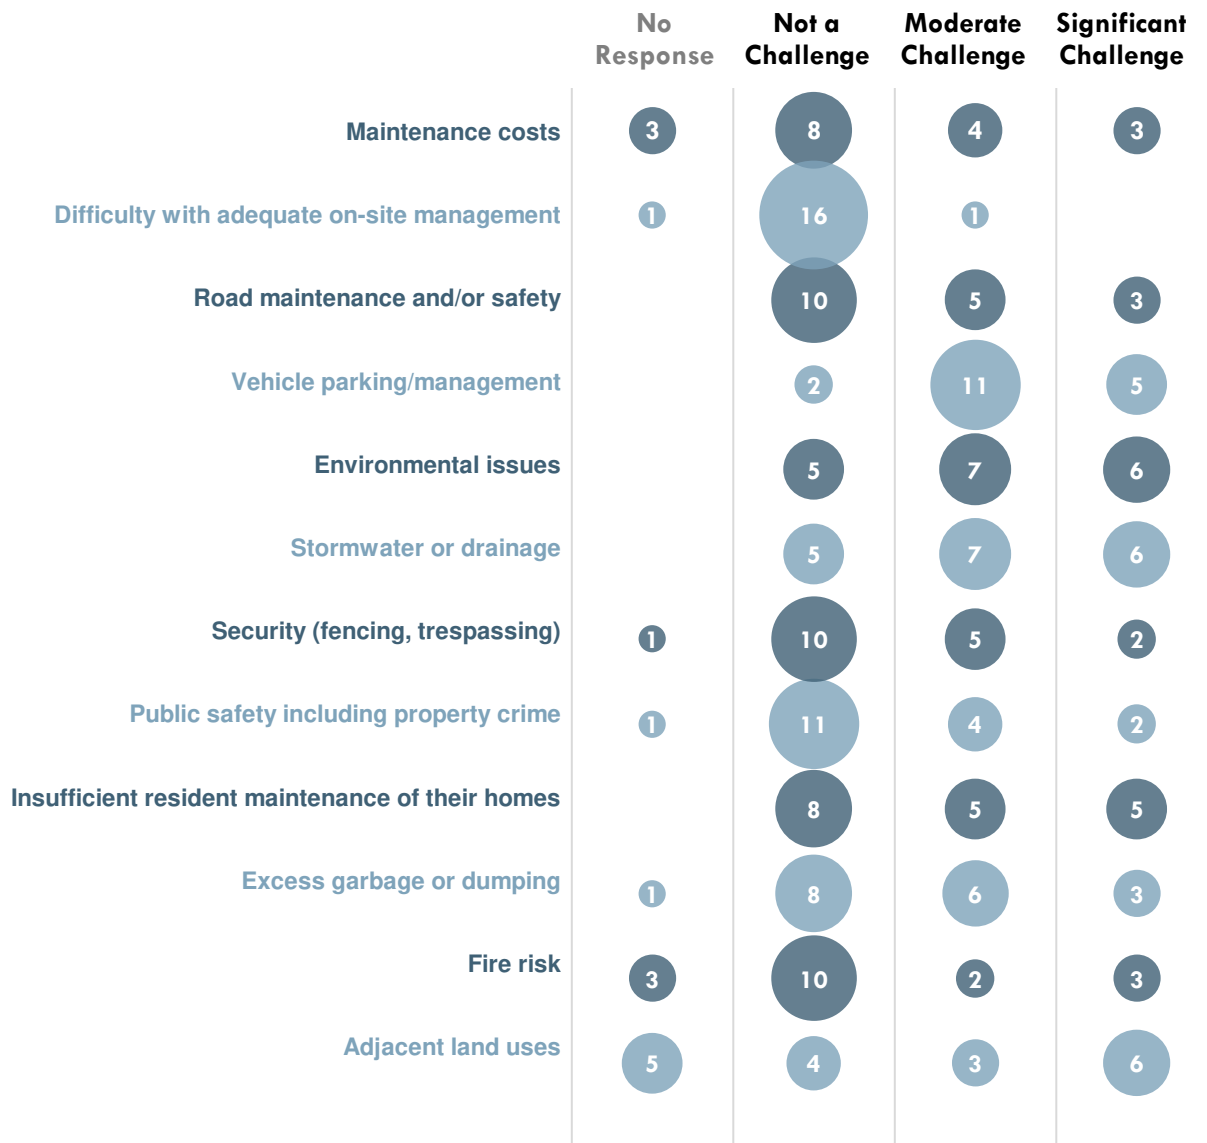 No Response Not a Challenge Moderate Challenge Significant Challenge
Maintenance costs 3 8 4 3
Difficulty with adequate on-site management 1 16 1
Road maintenance and/or safety 10 5 3
Vehicle parking/management 2 11 5
Environmental issues 5 7 6
Stormwater or drainage 5 7 6
Security (fencing, trespassing) 1 10 5 2
Public safety including property crime 1 11 4 2
Insufficient resident maintenance of their homes 8 5 5
Excess garbage or dumping 1 8 6 3
Fire risk 3 10 2 3
Adjacent land uses 5 4 3 6